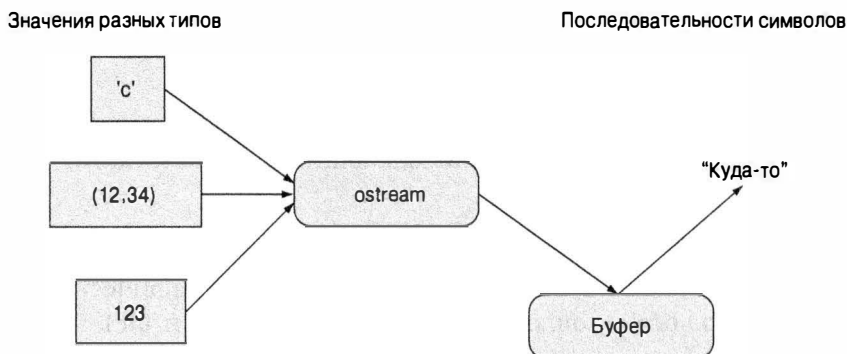 Значения разных типов
Последовательности символов
'c'
(12,34)
ostream
"Куда-то"
123
Буфер